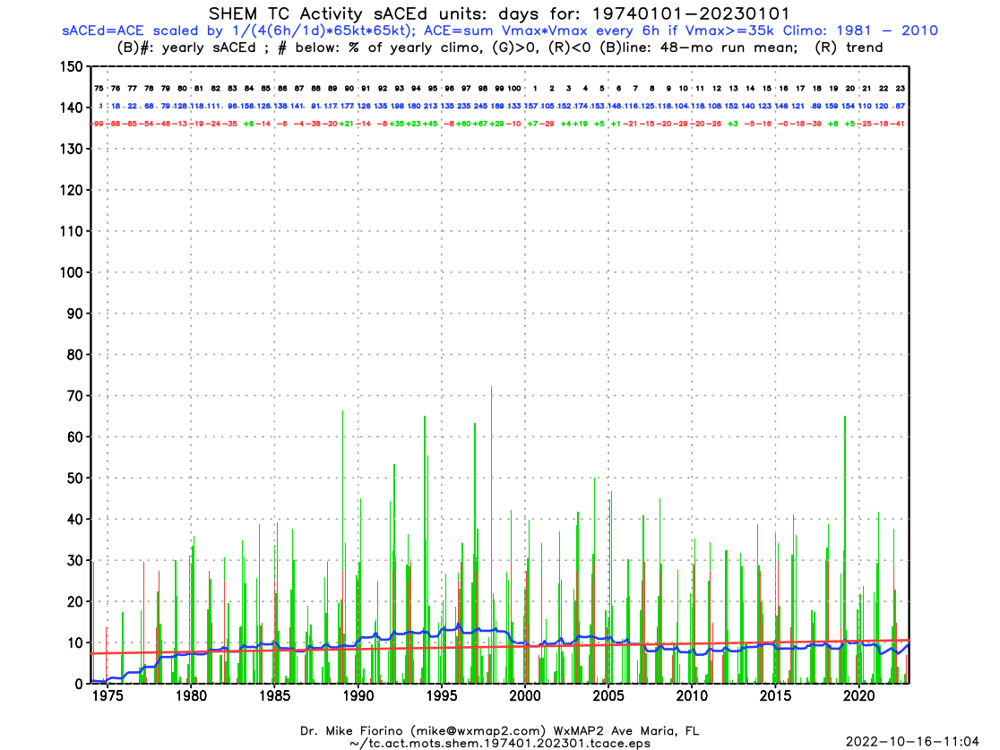 SHEM TC Activity sACEd units: days for: 19740101-20230101
sACEd=ACE scaled by 1/(4(6h/1d)*65kt*65kt); ACE=sum Vmax*Vmax every 6h if Vmax>=35k Climo: 1981 - 2010
(B)#: yearly sACEd ; # below: % of yearly climo, (G)>0, (R)<0 (B)line: 48-mo run mean; (R) trend
150
75 76 77 78 79 80 81 82 83 84 85 86 87 88 89 90 91 92 93 94 95 96 97 98 99 100 1 2 3 4 5 6 7 8 9 10 11 12 13 14 15 16 17 18 19 20 21 22 23
140
130
120
110
100
90
80
70
60
50
40
30
20
10
0
1975 1980 1985 1990 1995 2000 2005 2010 2015 2020
Dr. Mike Fiorino (mike@wxmap2.com) WxMAP2 Ave Maria, FL
~/tc.act.mots.shem.197401.202301.tcace.eps
2022-10-16-11:04